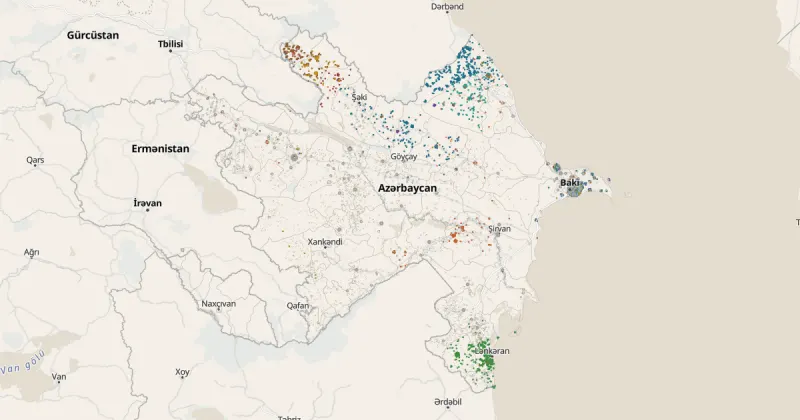 Dərbənd
Gürcüstan
Tbilisi
Şəki
Qars
Ermənistan
Göyçay
Azərbaycan
Bakı
İrəvan
Şirvan
Xankəndi
Ağrı
Naxçıvan
Qafan
Lənkəran
Van gölü
Van
Xoy
Ərdəbil